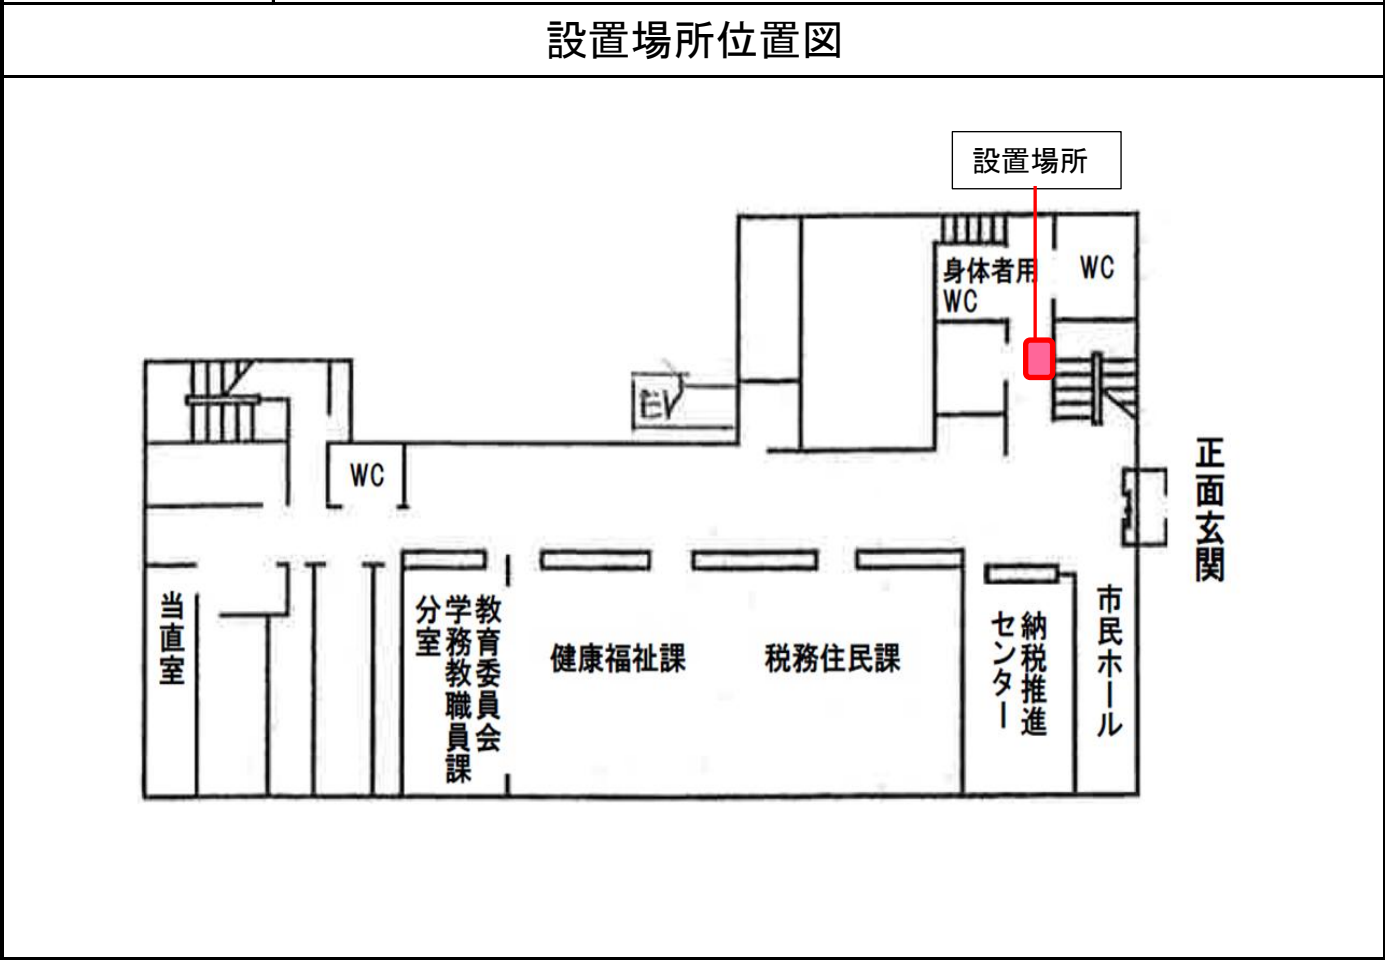 設置場所位置図
設置場所
身体者用
WC
WC
EV
WC
正面玄関
当直室
教育委員会
学務教職員課
分室
健康福祉課
税務住民課
納税推進
センター
市民ホール